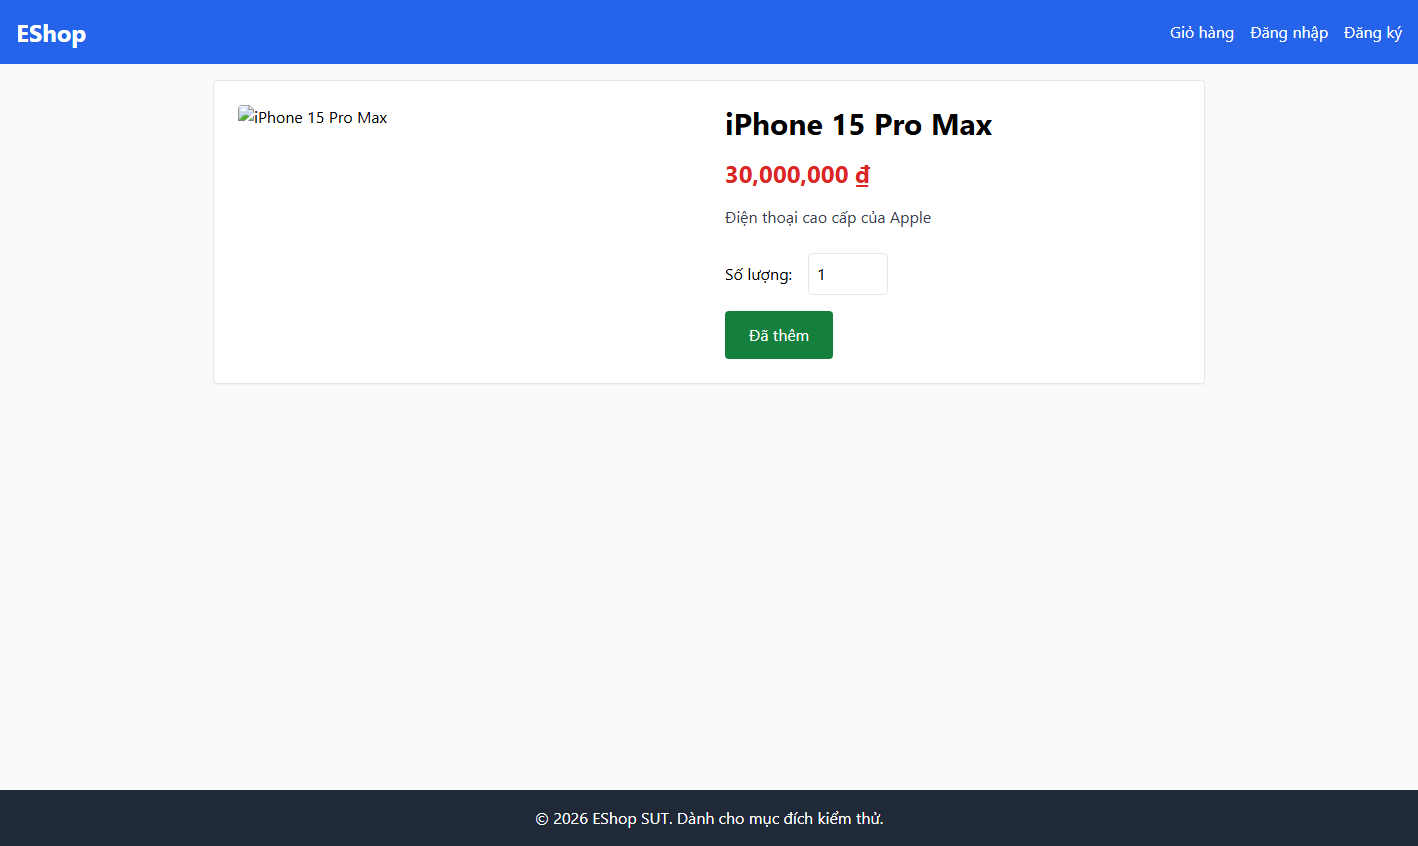 EShop
Giỏ hàng Đăng nhập Đăng ký
iPhone 15 Pro Max
iPhone 15 Pro Max
30,000,000 ₫
Điện thoại cao cấp của Apple
Số lượng: 1
Đã thêm
© 2026 EShop SUT. Dành cho mục đích kiểm thử.